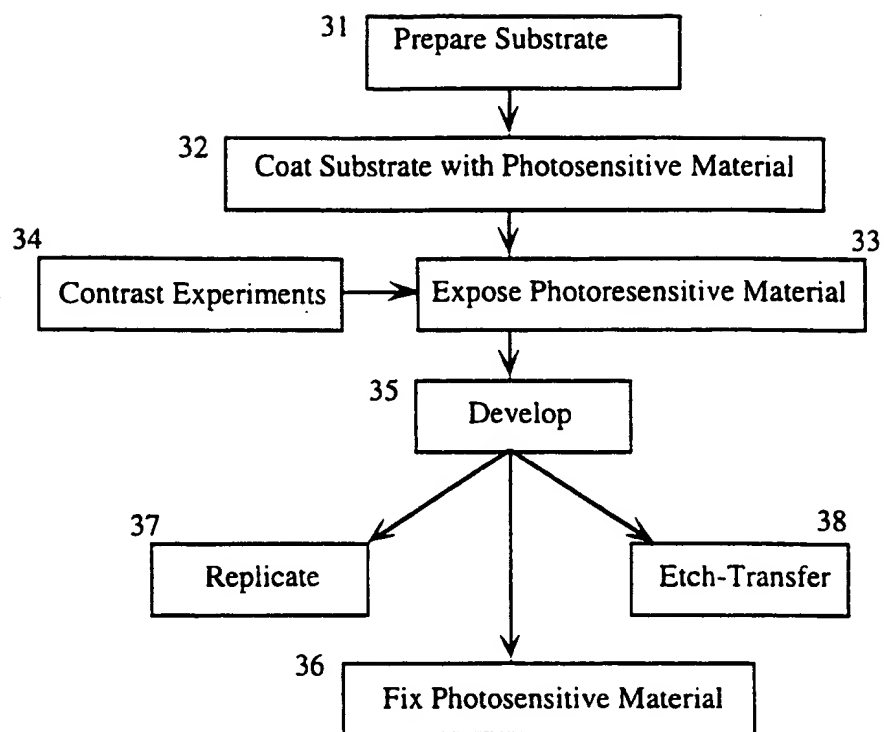 31
Prepare Substrate
32
Coat Substrate with Photosensitive Material
34
33
Contrast Experiments
Expose Photoresensitive Material
35
Develop
37
38
Replicate
Etch-Transfer
36
Fix Photosensitive Material